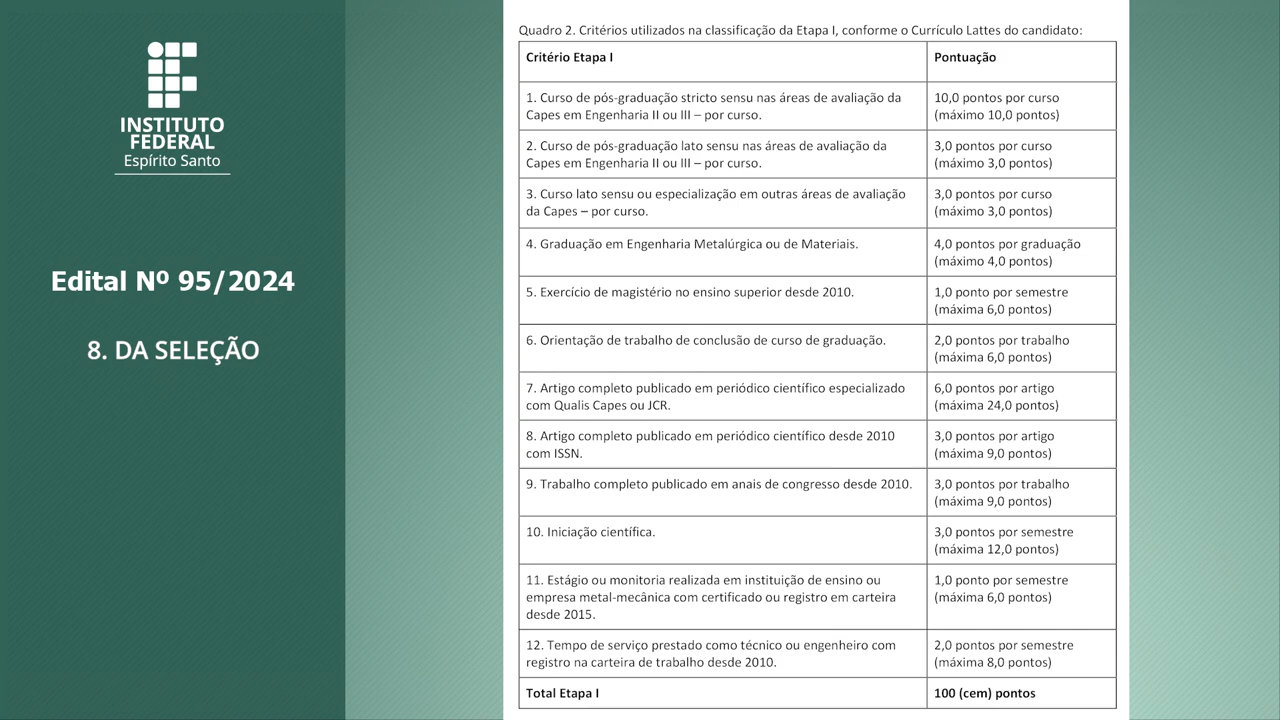 INSTITUTO
FEDERAL
Espírito Santo
Edital Nº 95/2024
8. DA SELEÇÃO
Quadro 2. Critérios utilizados na classificação da Etapa I, conforme o Currículo Lattes do candidato:
Critério Etapa I
Pontuação
1. Curso de pós-graduação stricto sensu nas áreas de avaliação da
Capes em Engenharia II ou III – por curso.
10,0 pontos por curso
(máximo 10,0 pontos)
2. Curso de pós-graduação lato sensu nas áreas de avaliação da
Capes em Engenharia II ou III – por curso.
3,0 pontos por curso
(máximo 3,0 pontos)
3. Curso lato sensu ou especialização em outras áreas de avaliação
da Capes – por curso.
3,0 pontos por curso
(máximo 3,0 pontos)
4. Graduação em Engenharia Metalúrgica ou de Materiais.
4,0 pontos por graduação
(máximo 4,0 pontos)
5. Exercício de magistério no ensino superior desde 2010.
1,0 ponto por semestre
(máxima 6,0 pontos)
6. Orientação de trabalho de conclusão de curso de graduação.
2,0 pontos por trabalho
(máxima 6,0 pontos)
7. Artigo completo publicado em periódico científico especializado
com Qualis Capes ou JCR.
6,0 pontos por artigo
(máxima 24,0 pontos)
8. Artigo completo publicado em periódico científico desde 2010
com ISSN.
3,0 pontos por artigo
(máxima 9,0 pontos)
9. Trabalho completo publicado em anais de congresso desde 2010.
3,0 pontos por trabalho
(máxima 9,0 pontos)
10. Iniciação científica.
3,0 pontos por semestre
(máxima 12,0 pontos)
11. Estágio ou monitoria realizada em instituição de ensino ou
empresa metal-mecânica com certificado ou registro em carteira
desde 2015.
1,0 ponto por semestre
(máxima 6,0 pontos)
12. Tempo de serviço prestado como técnico ou engenheiro com
registro na carteira de trabalho desde 2010.
2,0 pontos por semestre
(máxima 8,0 pontos)
Total Etapa I
100 (cem) pontos